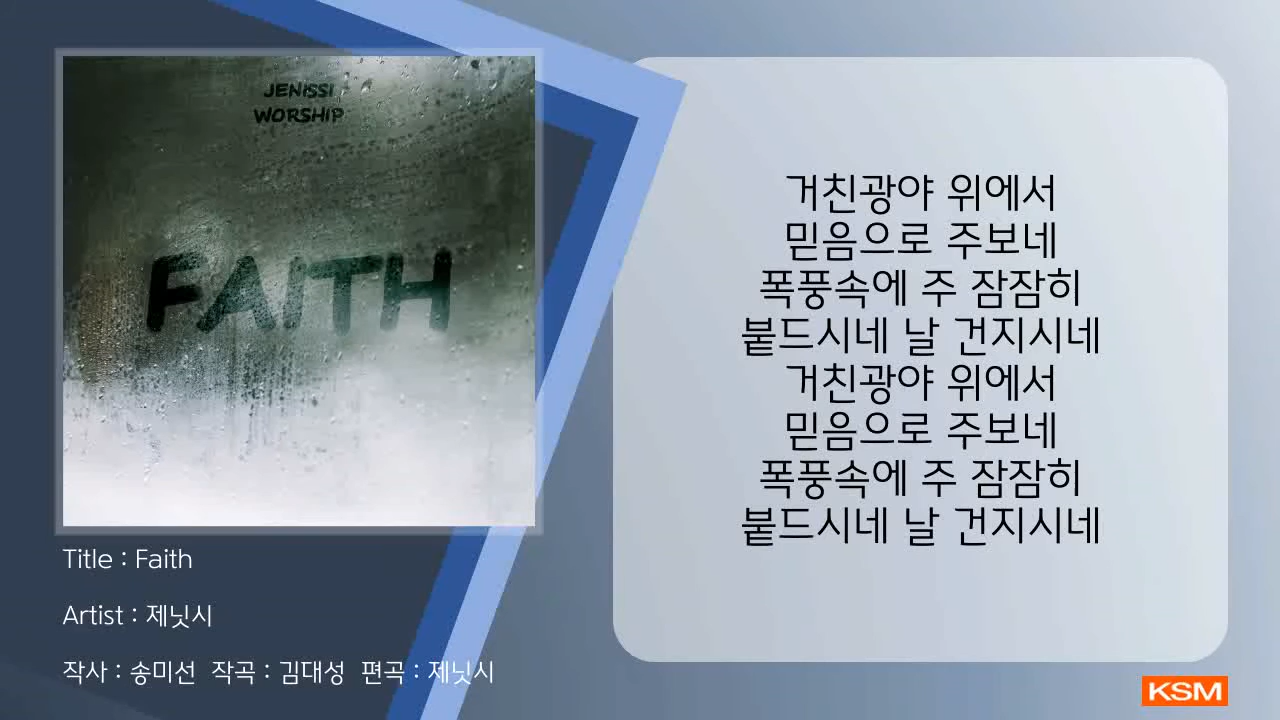 JENISSI
WORSHIP
FAITH
Title : Faith
Artist : 제닛시
작사 : 송미선 작곡 : 김대성 편곡 : 제닛시
거친광야 위에서
믿음으로 주보네
폭풍속에 주 잠잠히
붙드시네 날 건지시네
거친광야 위에서
믿음으로 주보네
폭풍속에 주 잠잠히
붙드시네 날 건지시네
KSM